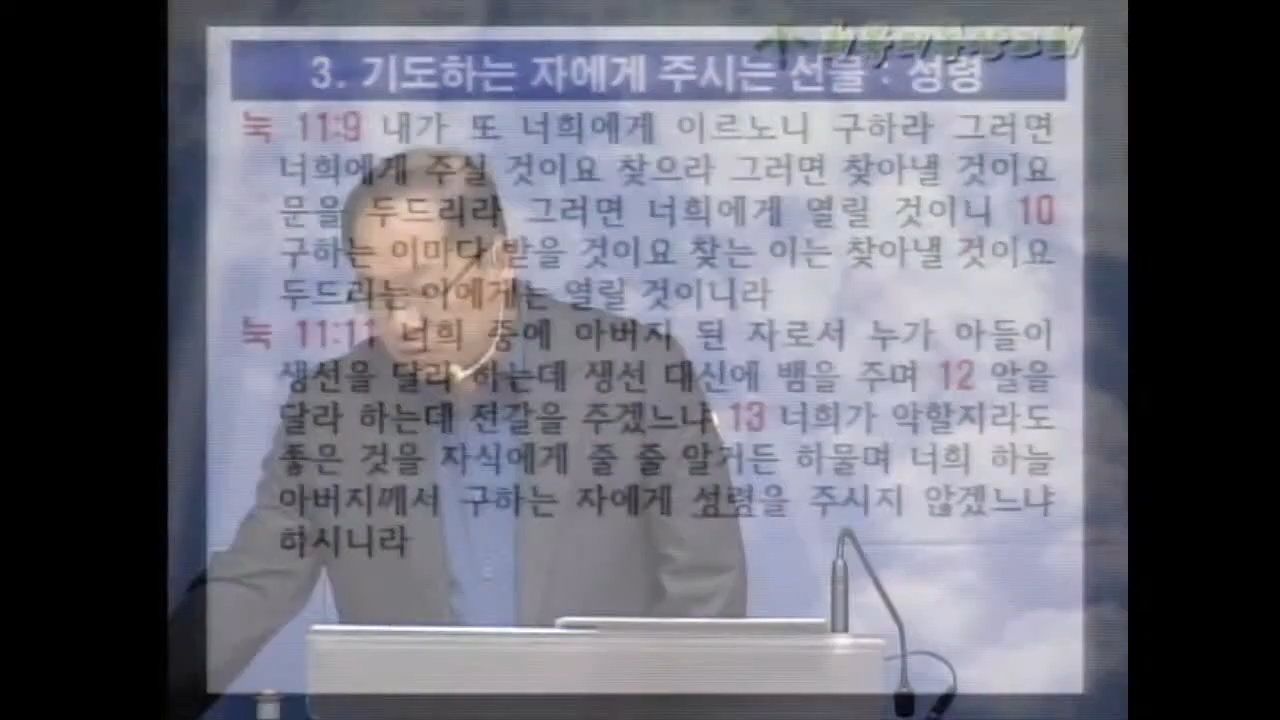 3. 기도하는 자에게 주시는 선물 : 성령
눅 11:9 내가 또 너희에게 이르노니 구하라 그러면
너희에게 주실 것이요 찾으라 그러면 찾아낼 것이요
문을 두드리라 그러면 너희에게 열릴 것이니 10
구하는 이마다 받을 것이요 찾는 이는 찾아낼 것이요
두드리는 이에게는 열릴 것이니라
눅 11:11 너희 중에 아버지 된 자로서 누가 아들이
생선을 달라 하는데 생선 대신에 뱀을 주며 12 알을
달라 하는데 전갈을 주겠느냐 13 너희가 악할지라도
좋은 것을 자식에게 줄 줄 알거든 하물며 너희 하늘
아버지께서 구하는 자에게 성령을 주시지 않겠느냐
하시니라